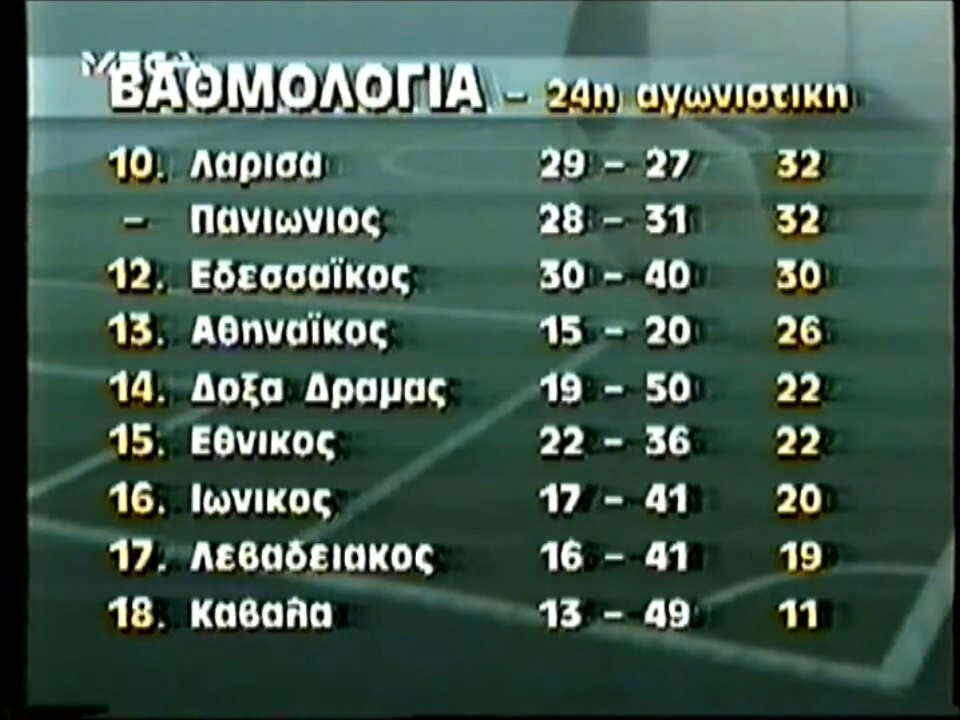 MEGA
ΒΑΘΜΟΛΟΓΙΑ - 24η αγωνιστικη
10. Λαρισα 29 - 27 32
- Πανιωνιος 28 - 31 32
12. Εδεσσαϊκος 30 - 40 30
13. Αθηναϊκος 15 - 20 26
14. Δοξα Δραμας 19 - 50 22
15. Εθνικος 22 - 36 22
16. Ιωνικος 17 - 41 20
17. Λεβαδειακος 16 - 41 19
18. Καβαλα 13 - 49 11